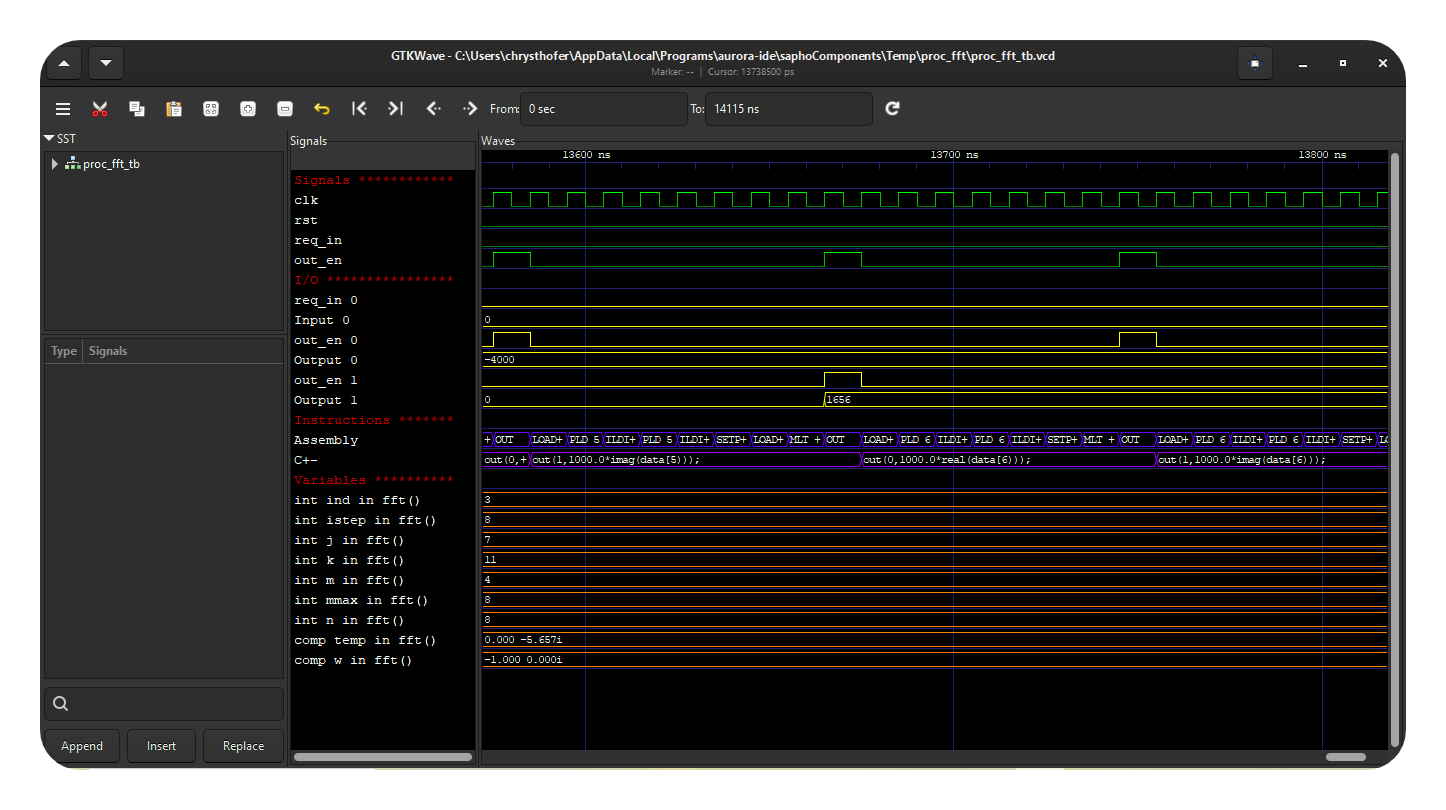 GTKWave - C:\Users\chrysthofer\AppData\Local\Programs\aurora-ide\saphoComponents\Temp\proc_fft\proc_fft_tb.vcd
Marker: -- | Cursor: 13738500 ps
From: 0 sec To: 14115 ns
SST
proc_fft_tb
Type Signals
Append Insert Replace
Signals
Signals ************
clk
rst
req_in
out_en
I/O ****************
req_in 0
Input 0
out_en 0
Output 0
out_en 1
Output 1
Instructions *******
Assembly
C+-
Variables **********
int ind in fft()
int istep in fft()
int j in fft()
int k in fft()
int m in fft()
int mmax in fft()
int n in fft()
comp temp in fft()
comp w in fft()
Waves
13600 ns 13700 ns 13800 ns
0
-4000
0 1656
+ OUT LOAD+ PLD 5 ILDI+ PLD 5 ILDI+ SETP+ LOAD+ MLT + OUT LOAD+ PLD 6 ILDI+ PLD 6 ILDI+ SETP+ MLT + OUT LOAD+ PLD 6 ILDI+ PLD 6 ILDI+ SETP+ LO
out(0,+ out(1,1000.0*imag(data[5])); out(0,1000.0*real(data[6])); out(1,1000.0*imag(data[6]));
3
8
7
11
4
8
8
0.000 -5.657i
-1.000 0.000i